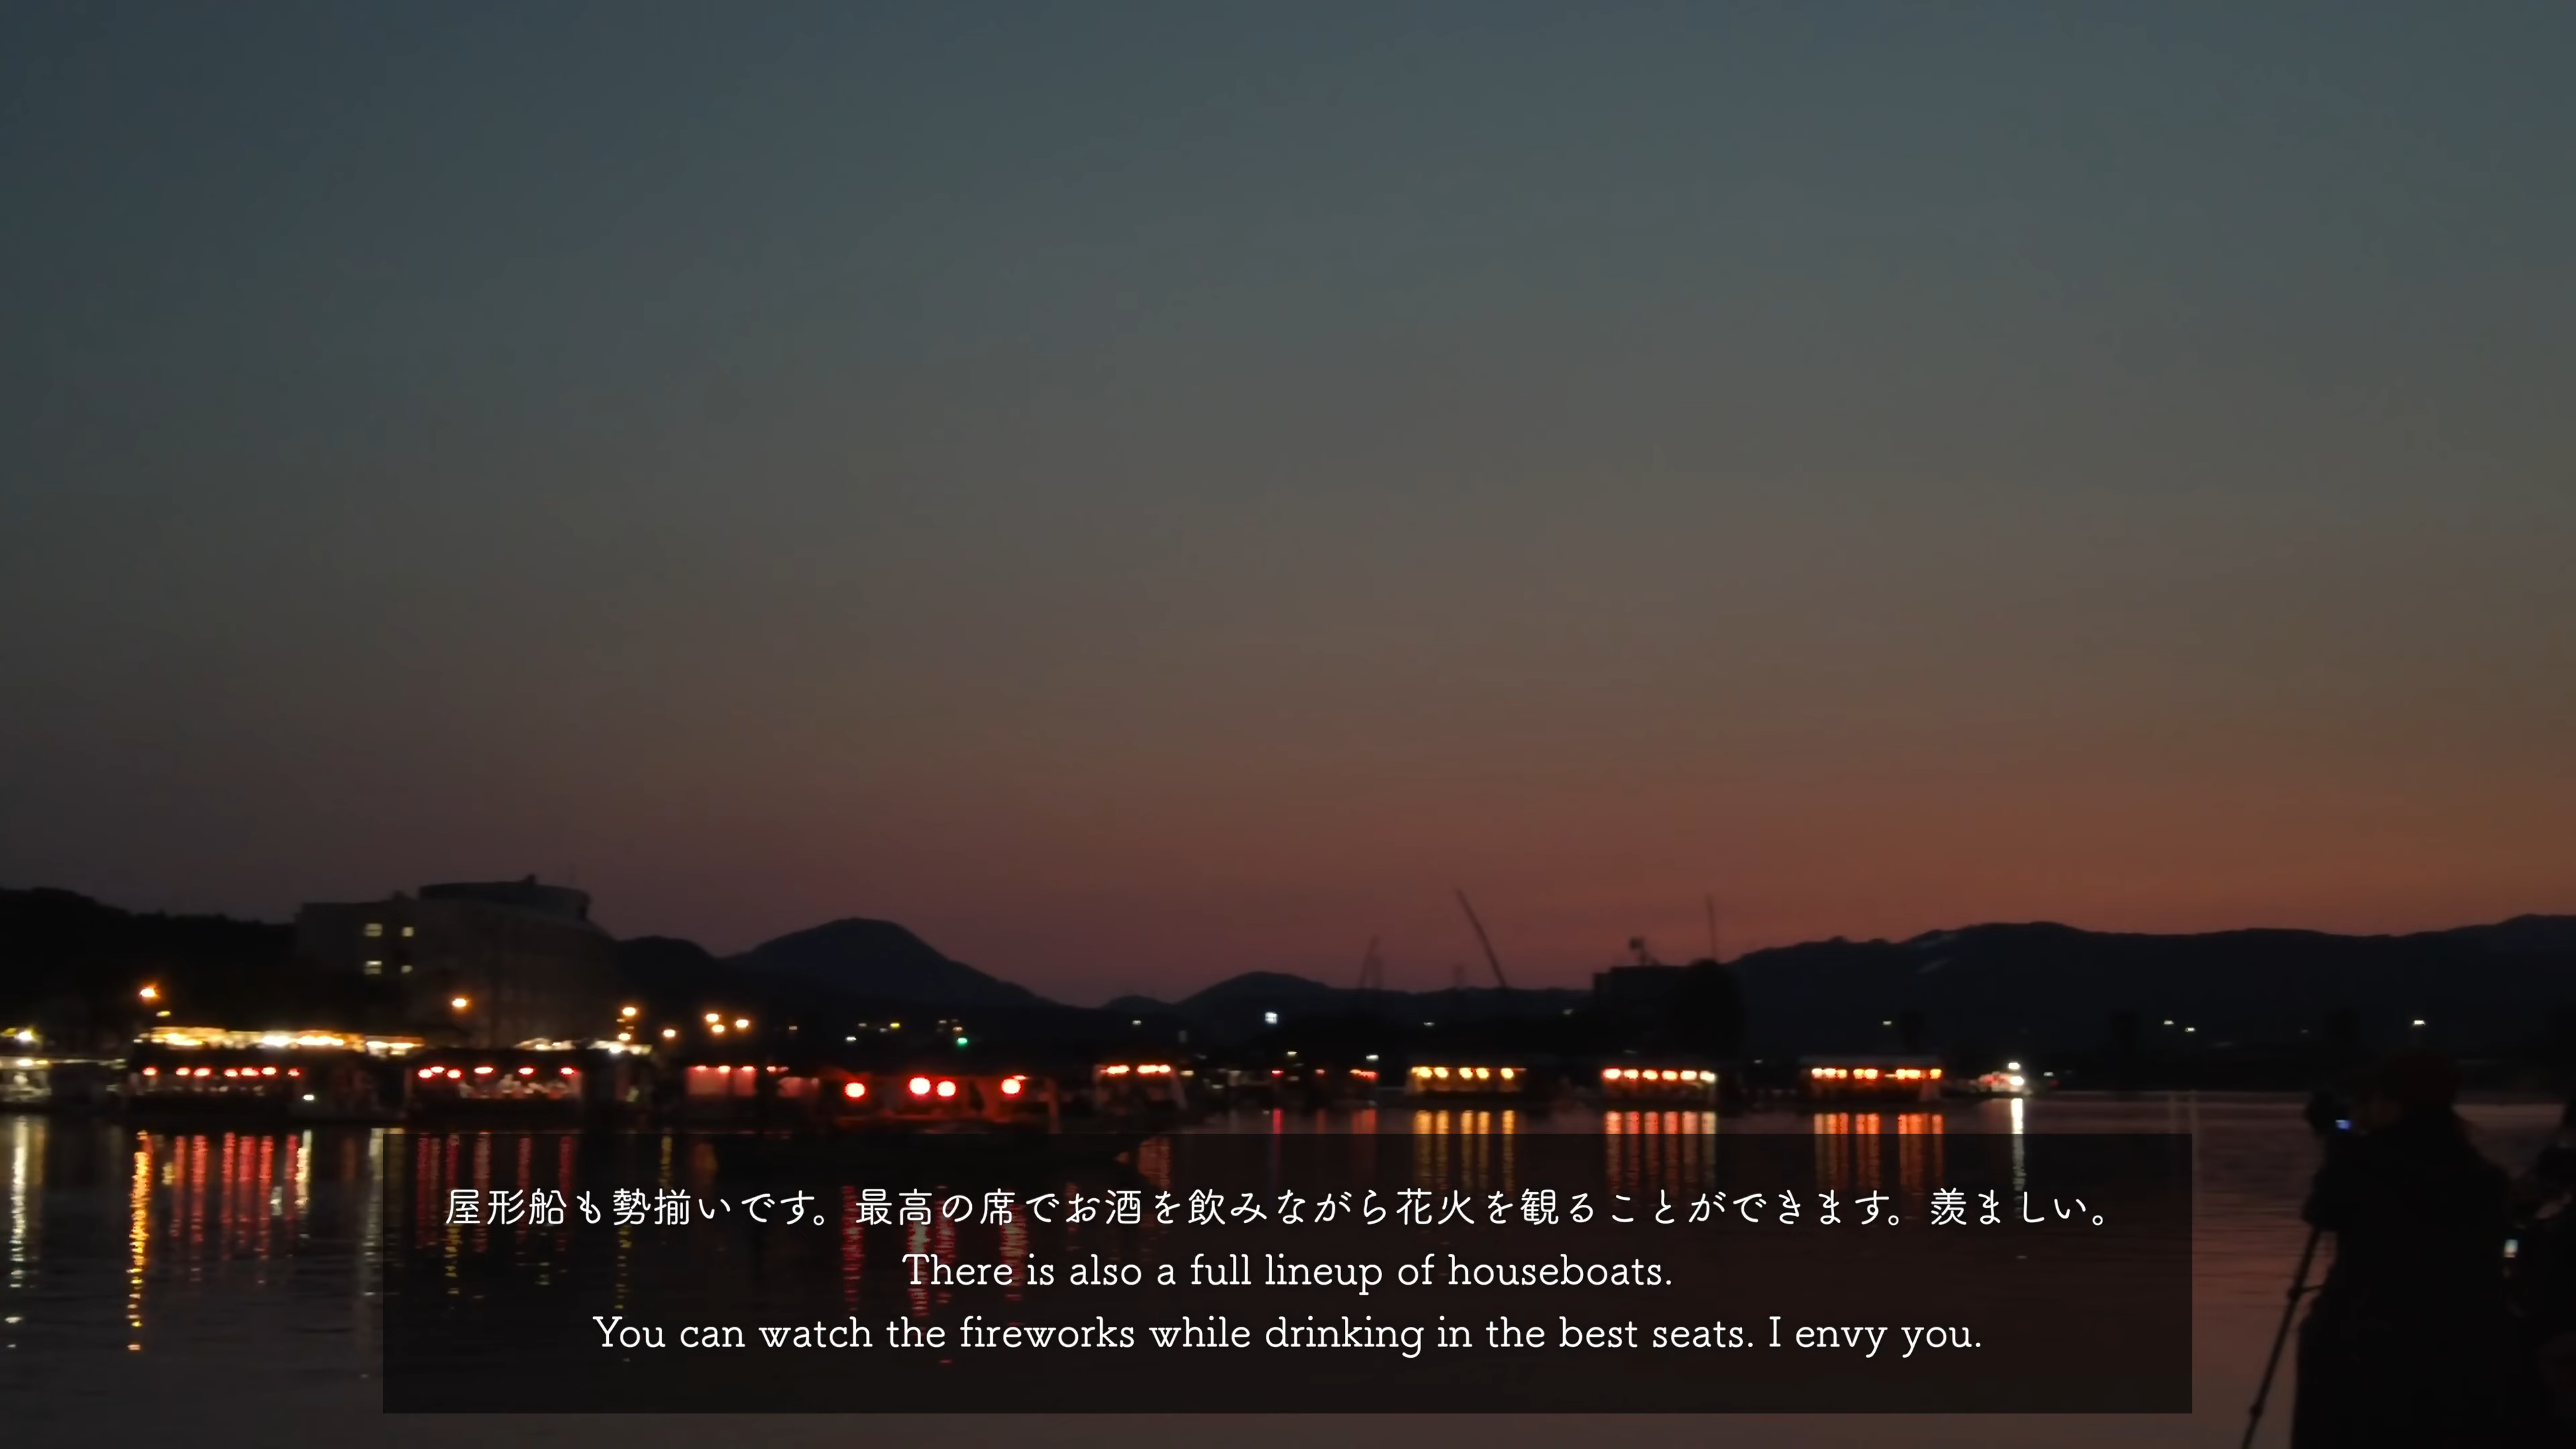 屋形船も勢揃いです。最高の席でお酒を飲みながら花火を観ることができます。羨ましい。
There is also a full lineup of houseboats.
You can watch the fireworks while drinking in the best seats. I envy you.